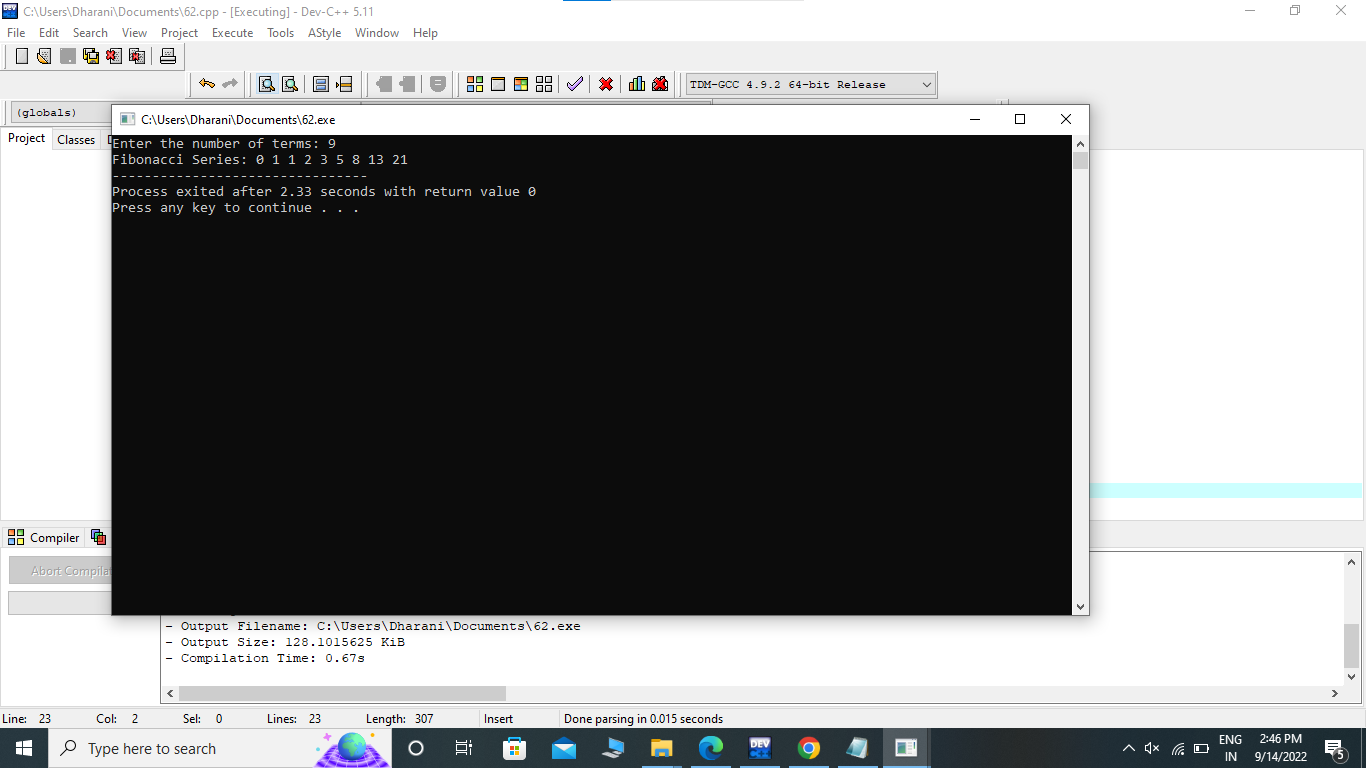 C:\Users\Dharani\Documents\62.cpp - [Executing] - Dev-C++ 5.11
File Edit Search View Project Execute Tools AStyle Window Help
TDM-GCC 4.9.2 64-bit Release
(globals)
Project Classes
C:\Users\Dharani\Documents\62.exe
Enter the number of terms: 9
Fibonacci Series: 0 1 1 2 3 5 8 13 21
--------------------------------
Process exited after 2.33 seconds with return value 0
Press any key to continue . . .
Compiler
Abort
- Output Filename: C:\Users\Dharani\Documents\62.exe
- Output Size: 128.1015625 KiB
- Compilation Time: 0.67s
Line: 23 Col: 2 Sel: 0 Lines: 23 Length: 307 Insert Done parsing in 0.015 seconds
Type here to search
DEV
ENG
IN
2:46 PM
9/14/2022
5